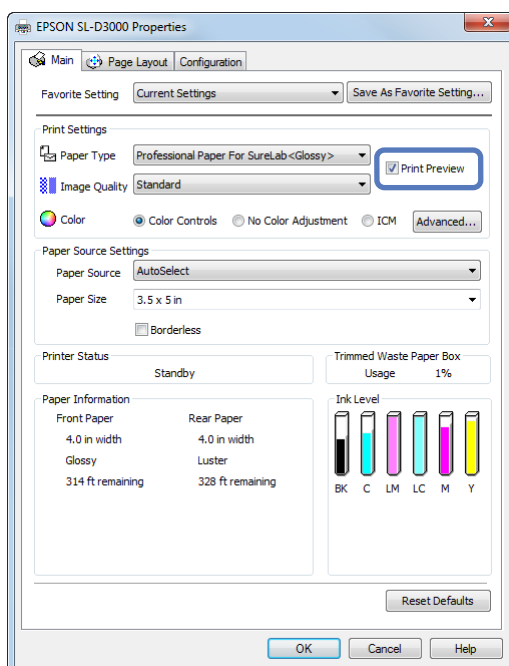 EPSON SL-D3000 Properties
Main Page Layout Configuration
Favorite Setting Current Settings Save As Favorite Setting...
Print Settings
Paper Type Professional Paper For SureLab<Glossy>
Print Preview
Image Quality Standard
Color Color Controls No Color Adjustment ICM Advanced...
Paper Source Settings
Paper Source AutoSelect
Paper Size 3.5 x 5 in
Borderless
Printer Status
Standby
Trimmed Waste Paper Box
Usage 1%
Paper Information
Front Paper Rear Paper
4.0 in width 4.0 in width
Glossy Luster
314 ft remaining 328 ft remaining
Ink Level
BK C LM LC M Y
Reset Defaults
OK Cancel Help